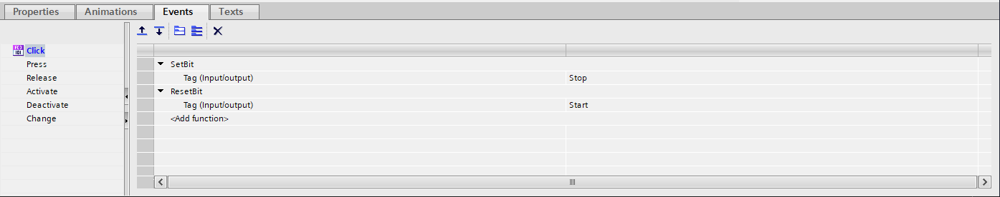 Properties Animations Events Texts
Click
Press
Release
Activate
Deactivate
Change
SetBit
Tag (Input/output) Stop
ResetBit
Tag (Input/output) Start
<Add function>